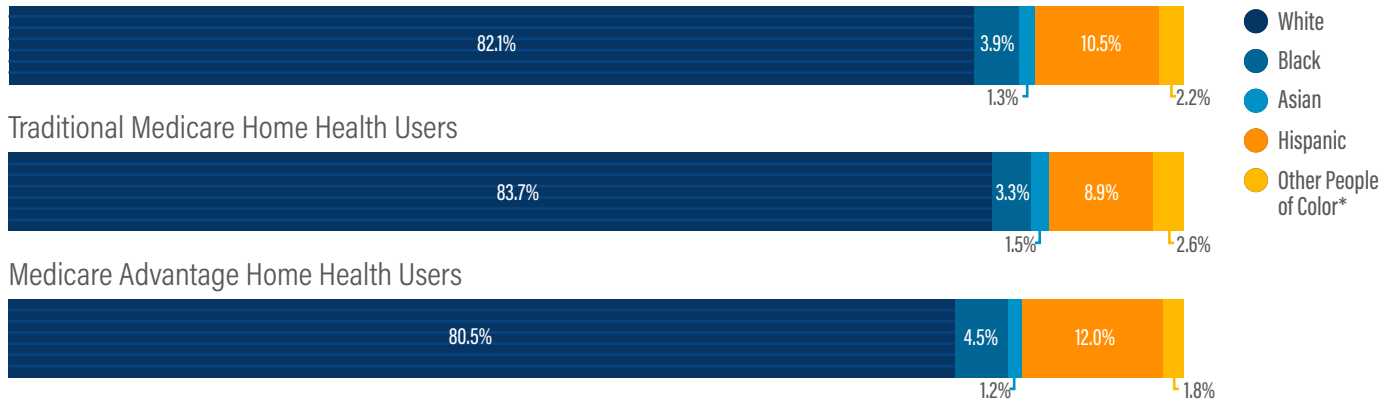 82.1%
3.9%
10.5%
1.3%
2.2%
Traditional Medicare Home Health Users
83.7%
3.3%
8.9%
1.5%
2.6%
Medicare Advantage Home Health Users
80.5%
4.5%
12.0%
1.2%
1.8%
White
Black
Asian
Hispanic
Other People
of Color*